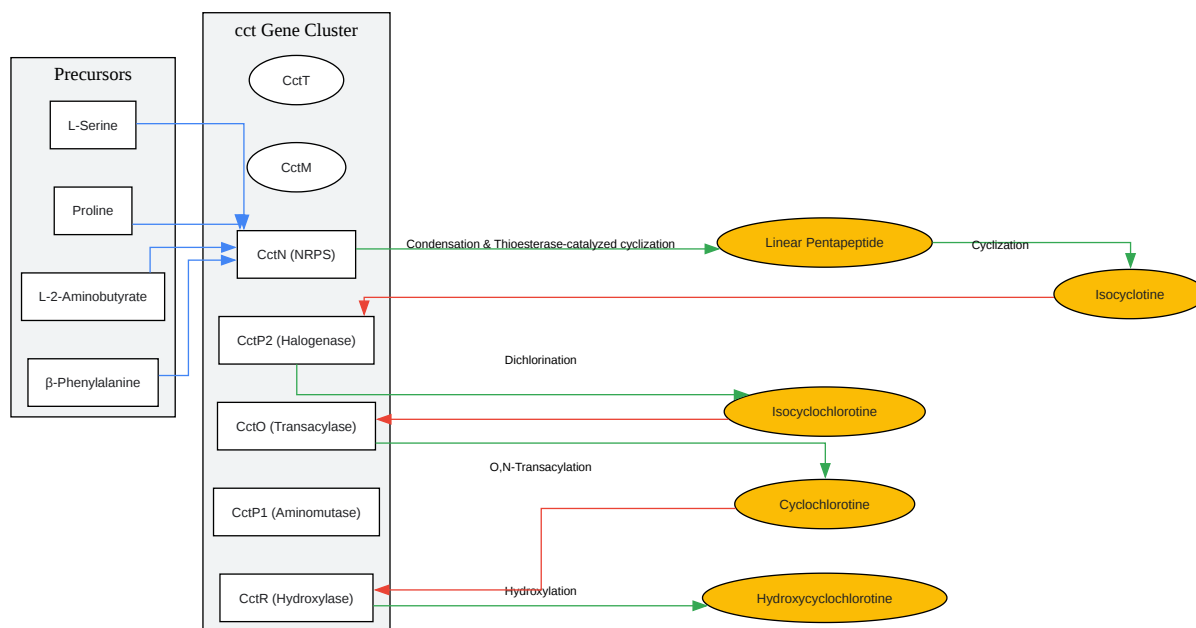 cct Gene Cluster
Precursors
CctT
L-Serine
CctM
Proline
CctN (NRPS)
Condensation & Thioesterase-catalyzed cyclization
Linear Pentapeptide
Cyclization
L-2-Aminobutyrate
Isocyclotine
CctP2 (Halogenase)
Dichlorination
β-Phenylalanine
Isocyclochlorotine
CctO (Transacylase)
O,N-Transacylation
Cyclochlorotine
CctP1 (Aminomutase)
CctR (Hydroxylase)
Hydroxylation
Hydroxycyclochlorotine